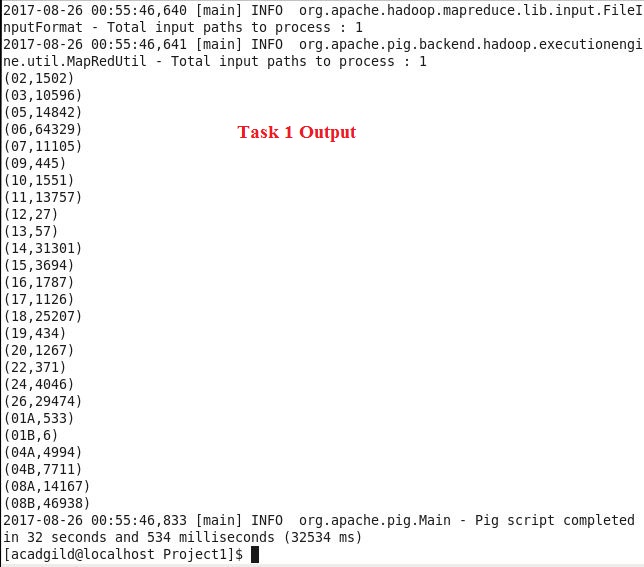 2017-08-26 00:55:46,640 [main] INFO  org.apache.hadoop.mapreduce.lib.input.FileI
nputFormat - Total input paths to process : 1
2017-08-26 00:55:46,641 [main] INFO  org.apache.pig.backend.hadoop.executionengi
ne.util.MapRedUtil - Total input paths to process : 1
(02,1502)
(03,10596)
(05,14842)
(06,64329)
Task 1 Output
(07,11105)
(09,445)
(10,1551)
(11,13757)
(12,27)
(13,57)
(14,31301)
(15,3694)
(16,1787)
(17,1126)
(18,25207)
(19,434)
(20,1267)
(22,371)
(24,4046)
(26,29474)
(01A,533)
(01B,6)
(04A,4994)
(04B,7711)
(08A,14167)
(08B,46938)
2017-08-26 00:55:46,833 [main] INFO  org.apache.pig.Main - Pig script completed
in 32 seconds and 534 milliseconds (32534 ms)
[acadgild@localhost Project1]$